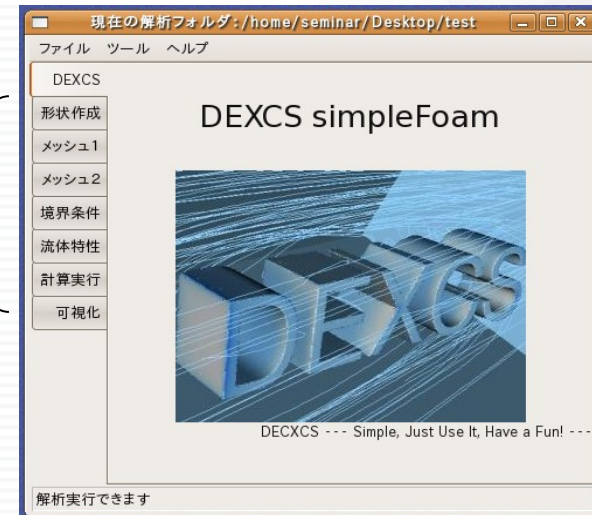 現在の解析フォルダ:/home/seminar/Desktop/test
ファイル ツール ヘルプ
DEXCS
形状作成
メッシュ1
メッシュ2
境界条件
流体特性
計算実行
可視化
DEXCS simpleFoam
DEXCS
DECXCS --- Simple, Just Use It, Have a Fun! ---
解析実行できます